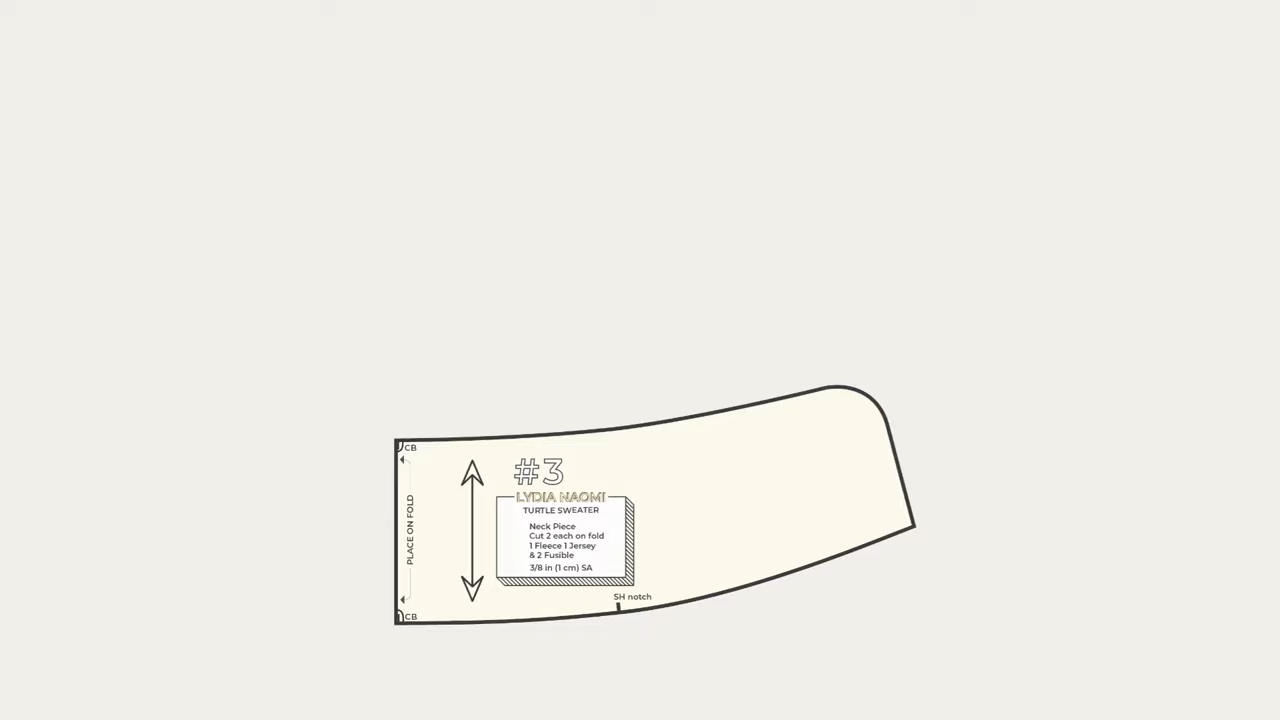 CB
PLACE ON FOLD
#3
LYDIA NAOMI
TURTLE SWEATER
Neck Piece
Cut 2 each on fold
1 Fleece 1 Jersey
& 2 Fusible
3/8 in (1 cm) SA
SH notch
CB